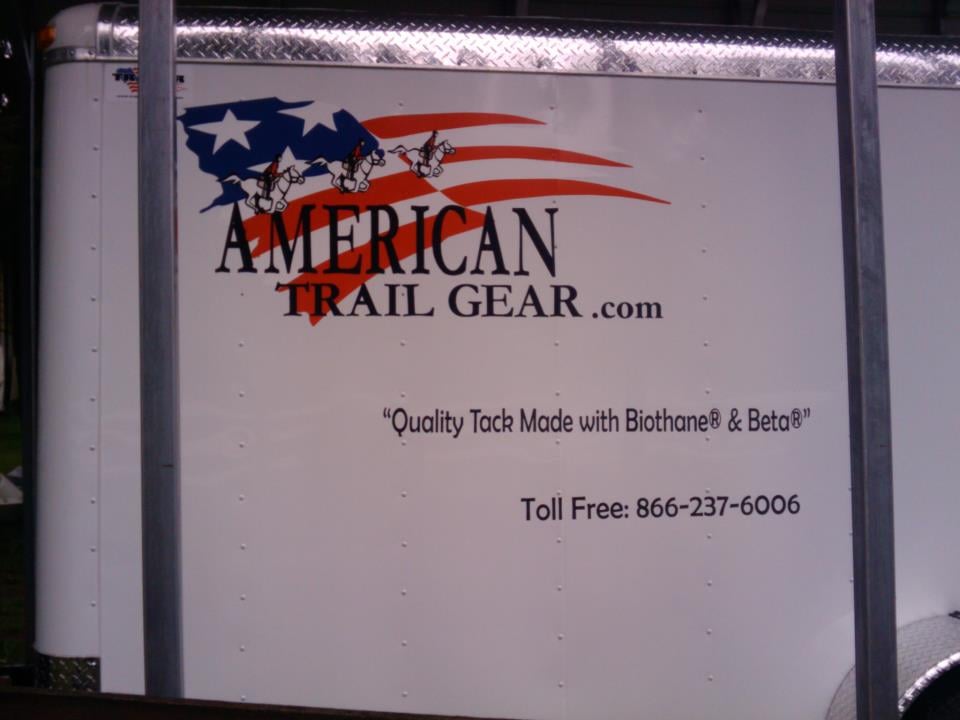 AMERICAN
TRAIL GEAR .com
“Quality Tack Made with Biothane® & Beta®”
Toll Free: 866-237-6006